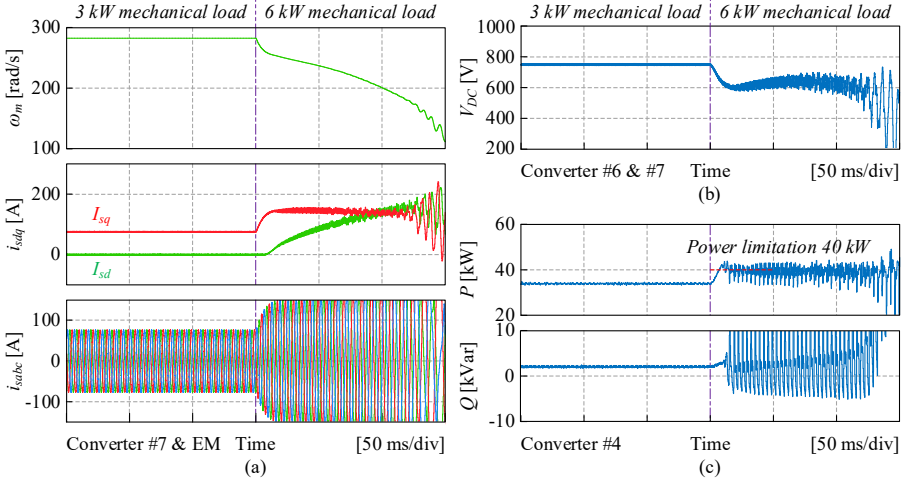 3 kW mechanical load 6 kW mechanical load
300
200
100
ω_m [rad/s]
200
0
i_sdq [A]
I_sq
I_sd
100
0
-100
i_sabc [A]
Converter #7 & EM Time [50 ms/div]
(a)
3 kW mechanical load 6 kW mechanical load
1000
800
600
400
200
V_DC [V]
Converter #6 & #7 Time [50 ms/div]
(b)
60
40
20
P [kW]
Power limitation 40 kW
10
0
-10
Q [kVar]
Converter #4 Time [50 ms/div]
(c)